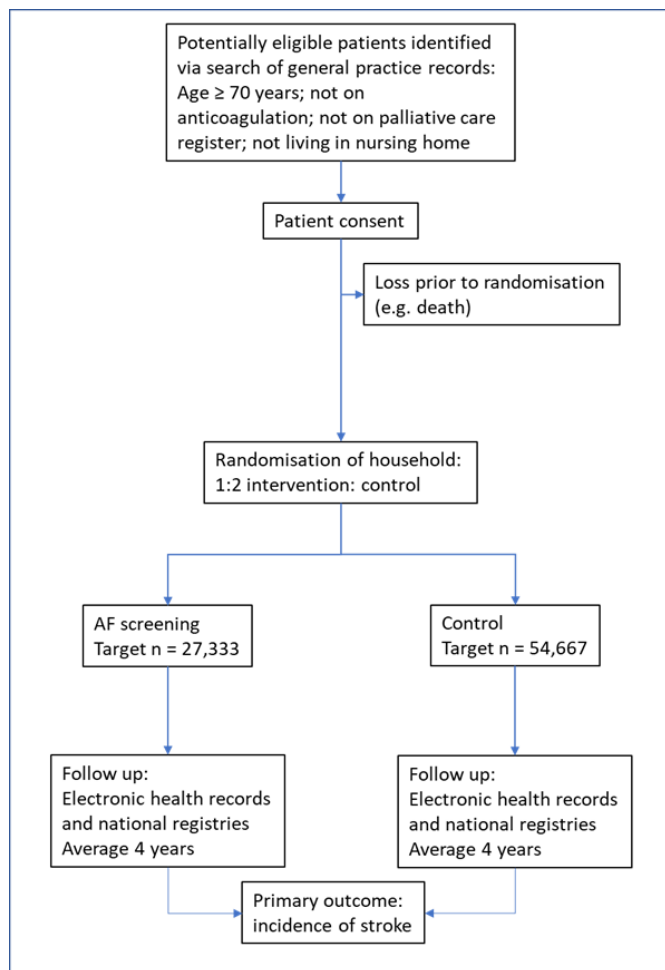 Potentially eligible patients identified
via search of general practice records:
Age ≥ 70 years; not on
anticoagulation; not on palliative care
register; not living in nursing home
Patient consent
Loss prior to randomisation
(e.g. death)
Randomisation of household:
1:2 intervention: control
AF screening
Target n = 27,333
Control
Target n = 54,667
Follow up:
Electronic health records
and national registries
Average 4 years
Follow up:
Electronic health records
and national registries
Average 4 years
Primary outcome:
incidence of stroke